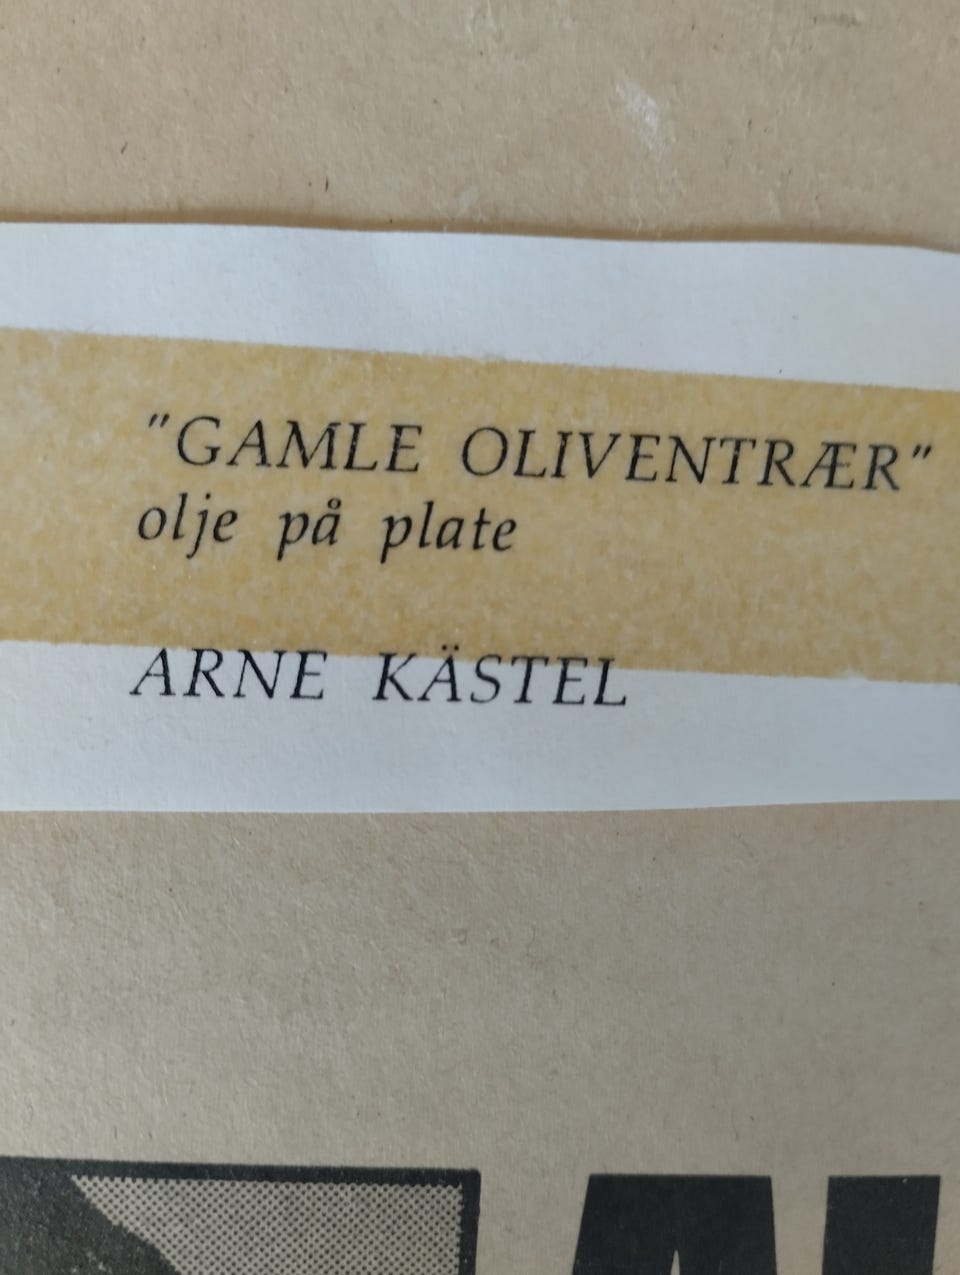 "GAMLE OLIVENTRÆR"
olje på plate
ARNE KÄSTEL